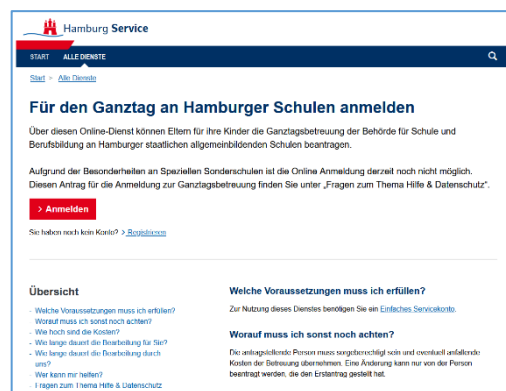 Hamburg Service
START ALLE DIENSTE
Start > Alle Dienste
Für den Ganztag an Hamburger Schulen anmelden
Über diesen Online-Dienst können Eltern für ihre Kinder die Ganztagsbetreuung der Behörde für Schule und
Berufsbildung an Hamburger staatlichen allgemeinbildenden Schulen beantragen.
Aufgrund der Besonderheiten an Speziellen Sonderschulen ist die Online Anmeldung derzeit noch nicht möglich.
Diesen Antrag für die Anmeldung zur Ganztagsbetreuung finden Sie unter „Fragen zum Thema Hilfe & Datenschutz“.
> Anmelden
Sie haben noch kein Konto? > Registrieren
Übersicht
- Welche Voraussetzungen muss ich erfüllen?
Worauf muss ich sonst noch achten?
- Wie hoch sind die Kosten?
- Wie lange dauert die Bearbeitung für Sie?
- Wie lange dauert die Bearbeitung durch
uns?
- Wer kann mir helfen?
- Fragen zum Thema Hilfe & Datenschutz
Welche Voraussetzungen muss ich erfüllen?
Zur Nutzung dieses Dienstes benötigen Sie ein Einfaches Servicekonto.
Worauf muss ich sonst noch achten?
Die antragstellende Person muss sorgeberechtigt sein und eventuell anfallende
Kosten der Betreuung übernehmen. Eine Änderung kann nur von der Person
beantragt werden, die den Erstantrag gestellt hat.